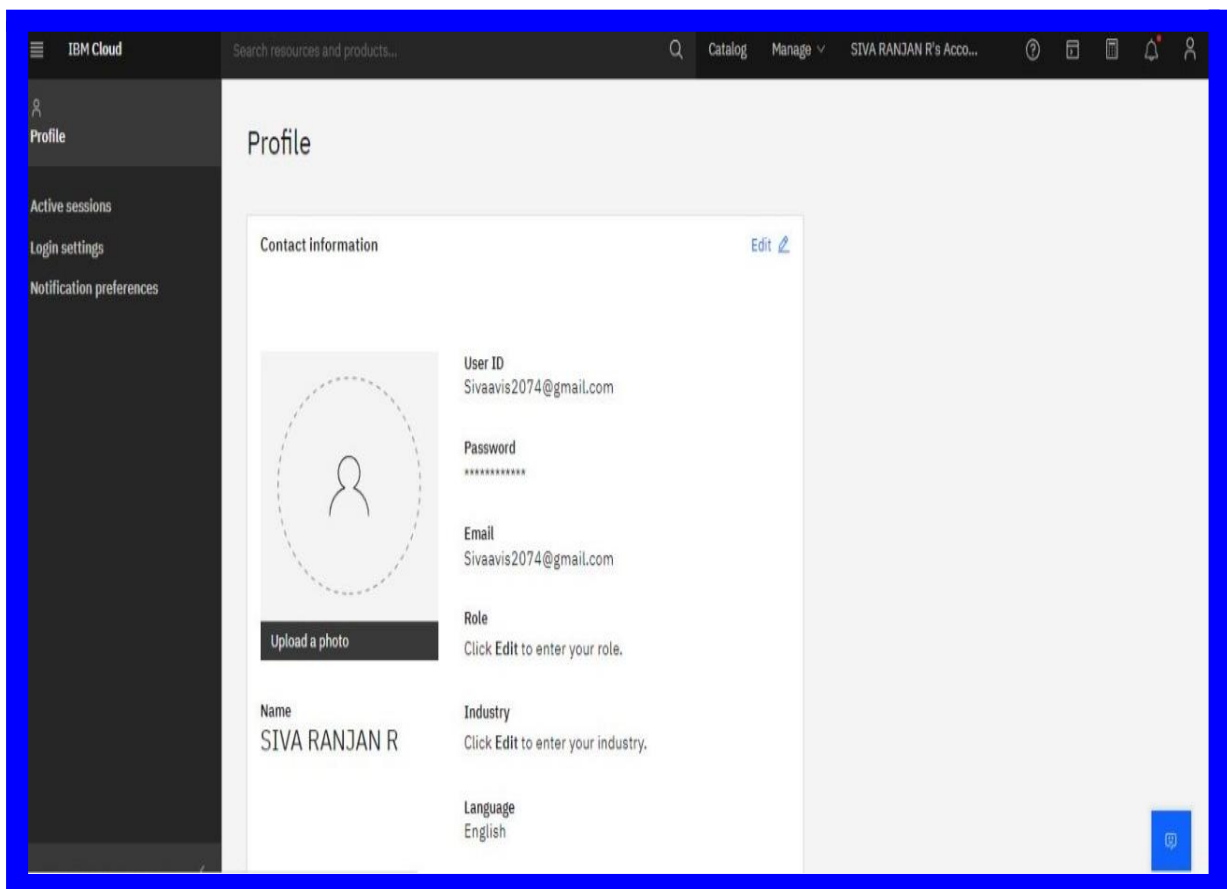 IBM Cloud
Search resources and products...
Catalog
Manage
SIVA RANJAN R's Acco...
Profile
Active sessions
Login settings
Notification preferences
Profile
Contact information
Edit
Upload a photo
Name
SIVA RANJAN R
User ID
Sivaavis2074@gmail.com
Password
************
Email
Sivaavis2074@gmail.com
Role
Click Edit to enter your role.
Industry
Click Edit to enter your industry.
Language
English